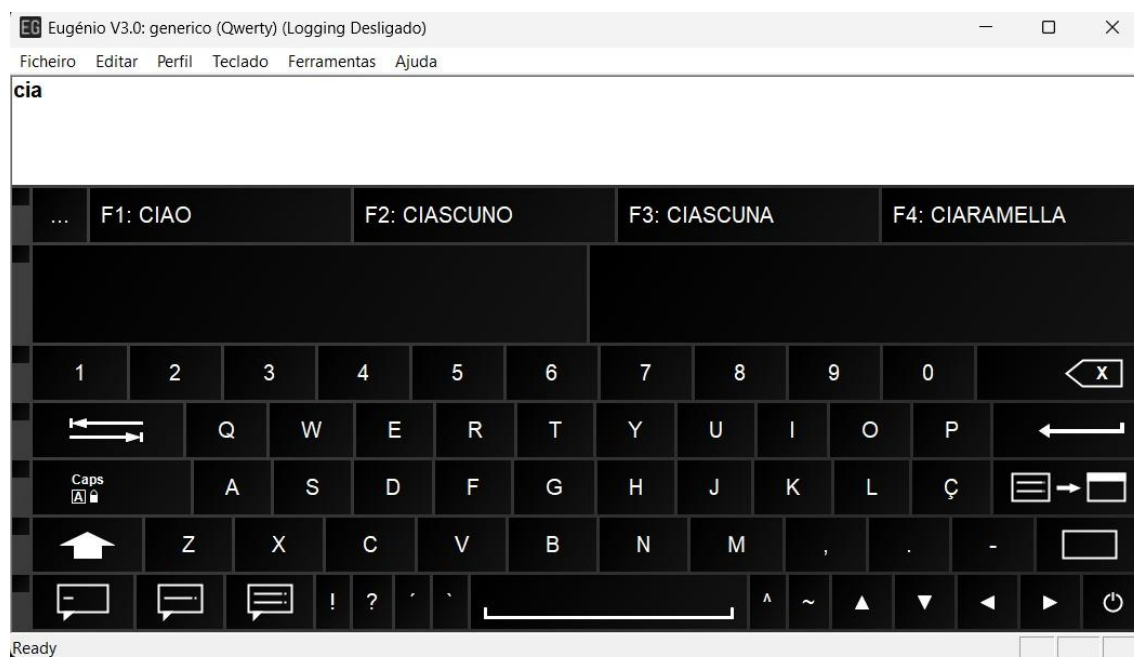 EG Eugénio V3.0: generico (Qwerty) (Logging Desligado)
Ficheiro Editar Perfil Teclado Ferramentas Ajuda
cia
... F1: CIAO F2: CIASCUNO F3: CIASCUNA F4: CIARAMELLA
1 2 3 4 5 6 7 8 9 0 X
Q W E R T Y U I O P
Caps
A A S D F G H J K L Ç
Z X C V B N M , . -
! ? ´ ` ^ ~
Ready